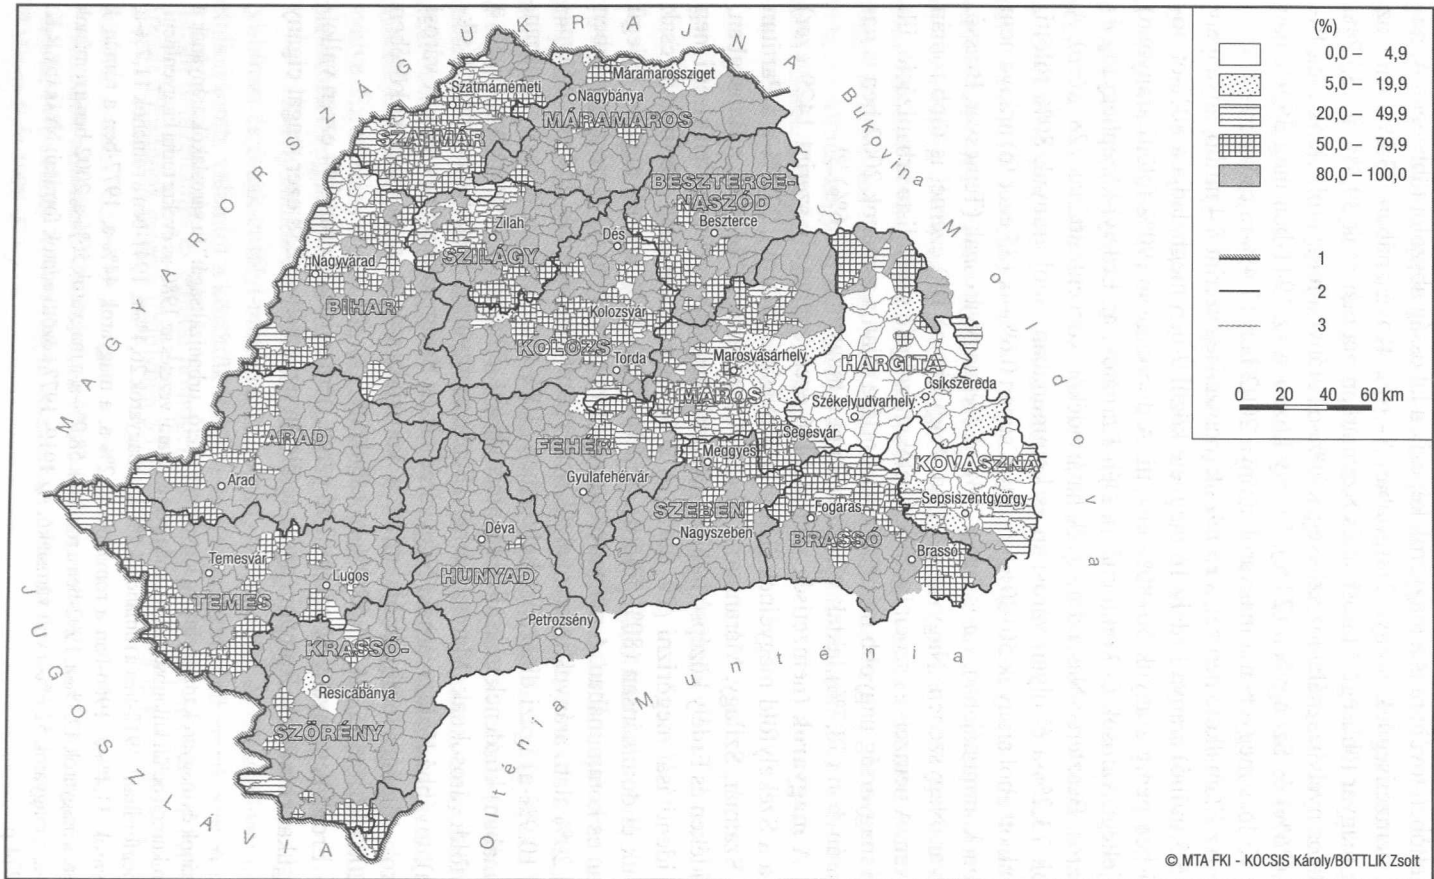 UKRAJNA
MAGYARORSZÁG
Bukovina
Moldova
Munténia
Olténia
JUGOSZLÁVIA
Máramarossziget
Szatmárnémeti
Nagybánya
SZATMÁR
MÁRAMAROS
BESZTERCE-
NASZÓD
Beszterce
Zilah
Dés
SZILÁGY
Nagyvárad
BIHAR
Kolozsvár
KOLOZS
Torda
Marosvásárhely
MAROS
HARGITA
Csíkszereda
Székelyudvarhely
Segesvár
ARAD
Arad
FEHÉR
Gyulafehérvár
Medgyes
SZEBEN
Nagyszeben
KOVÁSZNA
Sepsiszentgyörgy
Fogaras
BRASSÓ
Brassó
Déva
HUNYAD
Petrozsény
Temesvár
Lugos
TEMES
KRASSÓ-
Resicabánya
SZÖRÉNY
(%)
0,0 – 4,9
5,0 – 19,9
20,0 – 49,9
50,0 – 79,9
80,0 – 100,0
1
2
3
0 20 40 60 km
© MTA FKI - KOCSIS Károly/BOTTLIK Zsolt